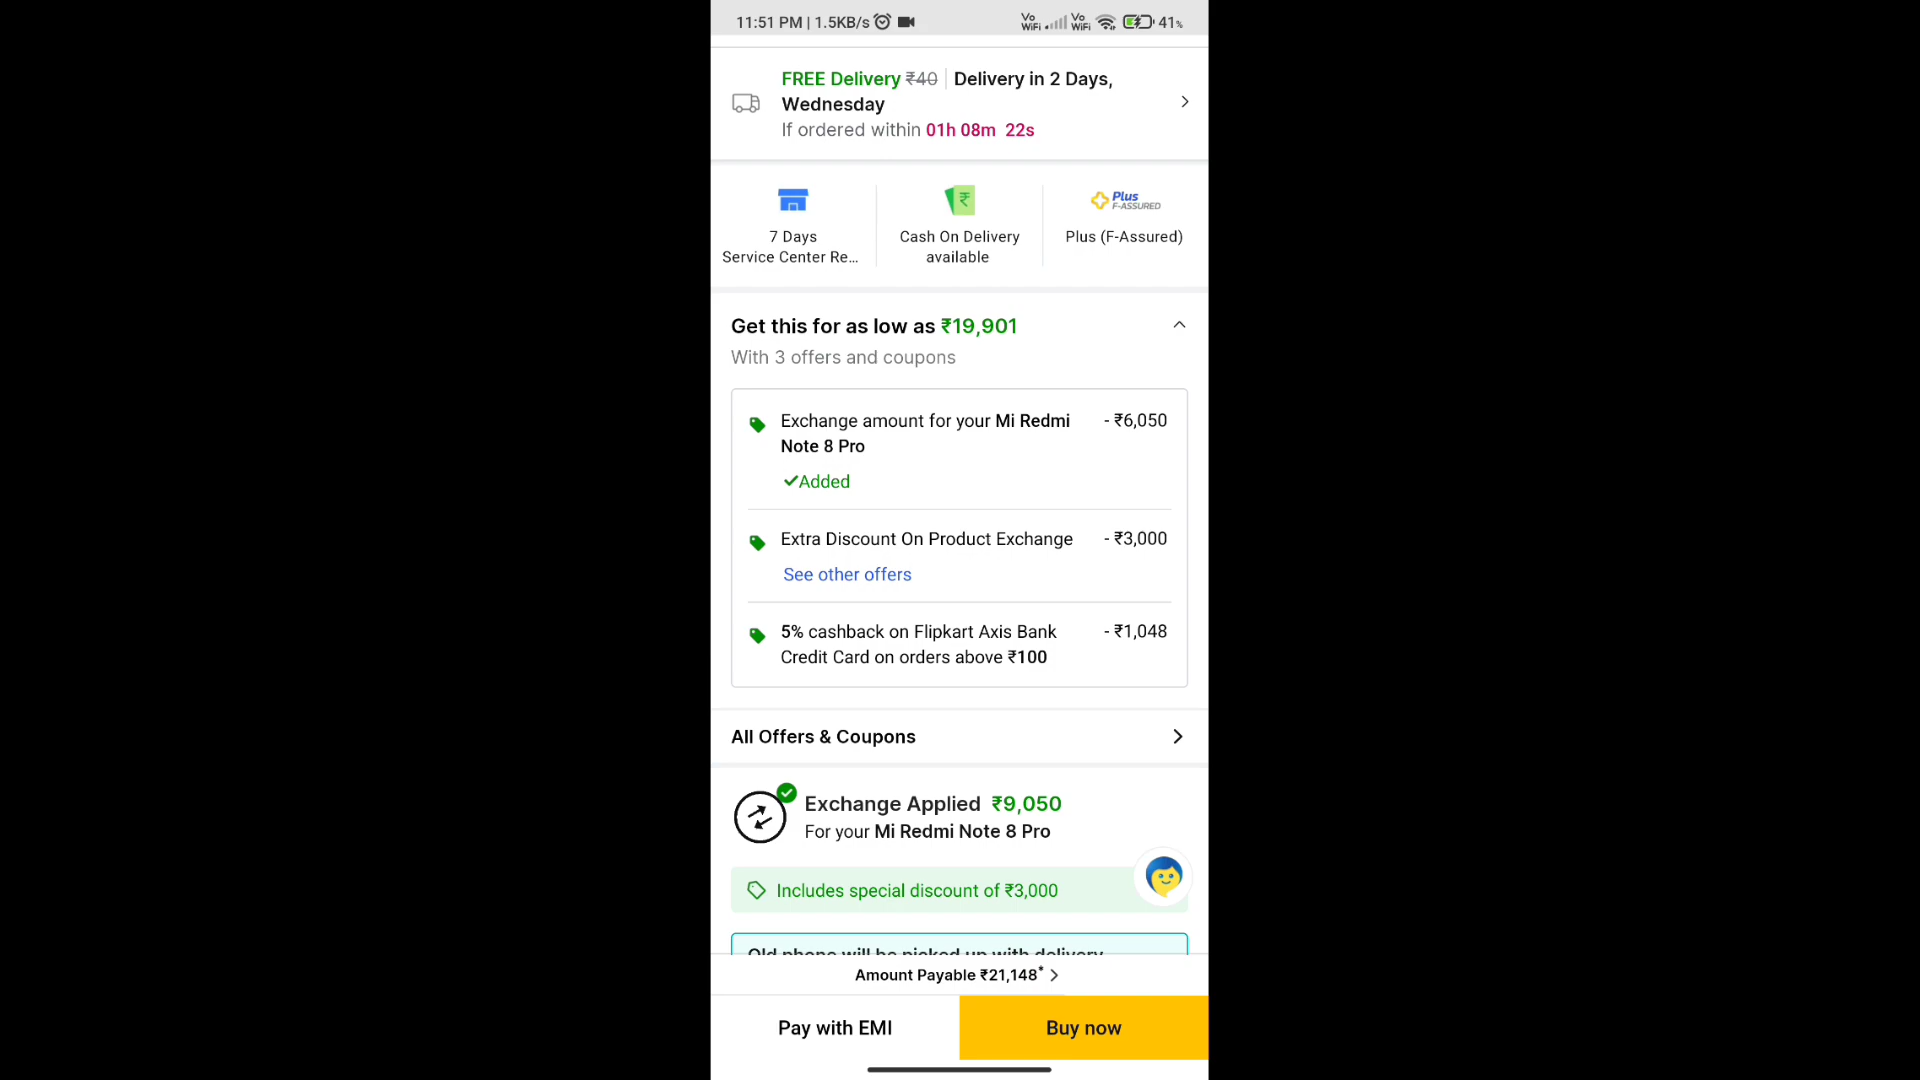 11:51 PM | 1.5KB/s
Vo WiFi Vo WiFi 41%
FREE Delivery ₹40 Delivery in 2 Days,
Wednesday
If ordered within 01h 08m 22s
Plus
F-ASSURED
7 Days
Service Center Re...
Cash On Delivery
available
Plus (F-Assured)
Get this for as low as ₹19,901
With 3 offers and coupons
Exchange amount for your Mi Redmi - ₹6,050
Note 8 Pro
Added
Extra Discount On Product Exchange - ₹3,000
See other offers
5% cashback on Flipkart Axis Bank - ₹1,048
Credit Card on orders above ₹100
All Offers & Coupons
Exchange Applied ₹9,050
For your Mi Redmi Note 8 Pro
Includes special discount of ₹3,000
Old phone will be picked up with delivery
Amount Payable ₹21,148*
Pay with EMI
Buy now